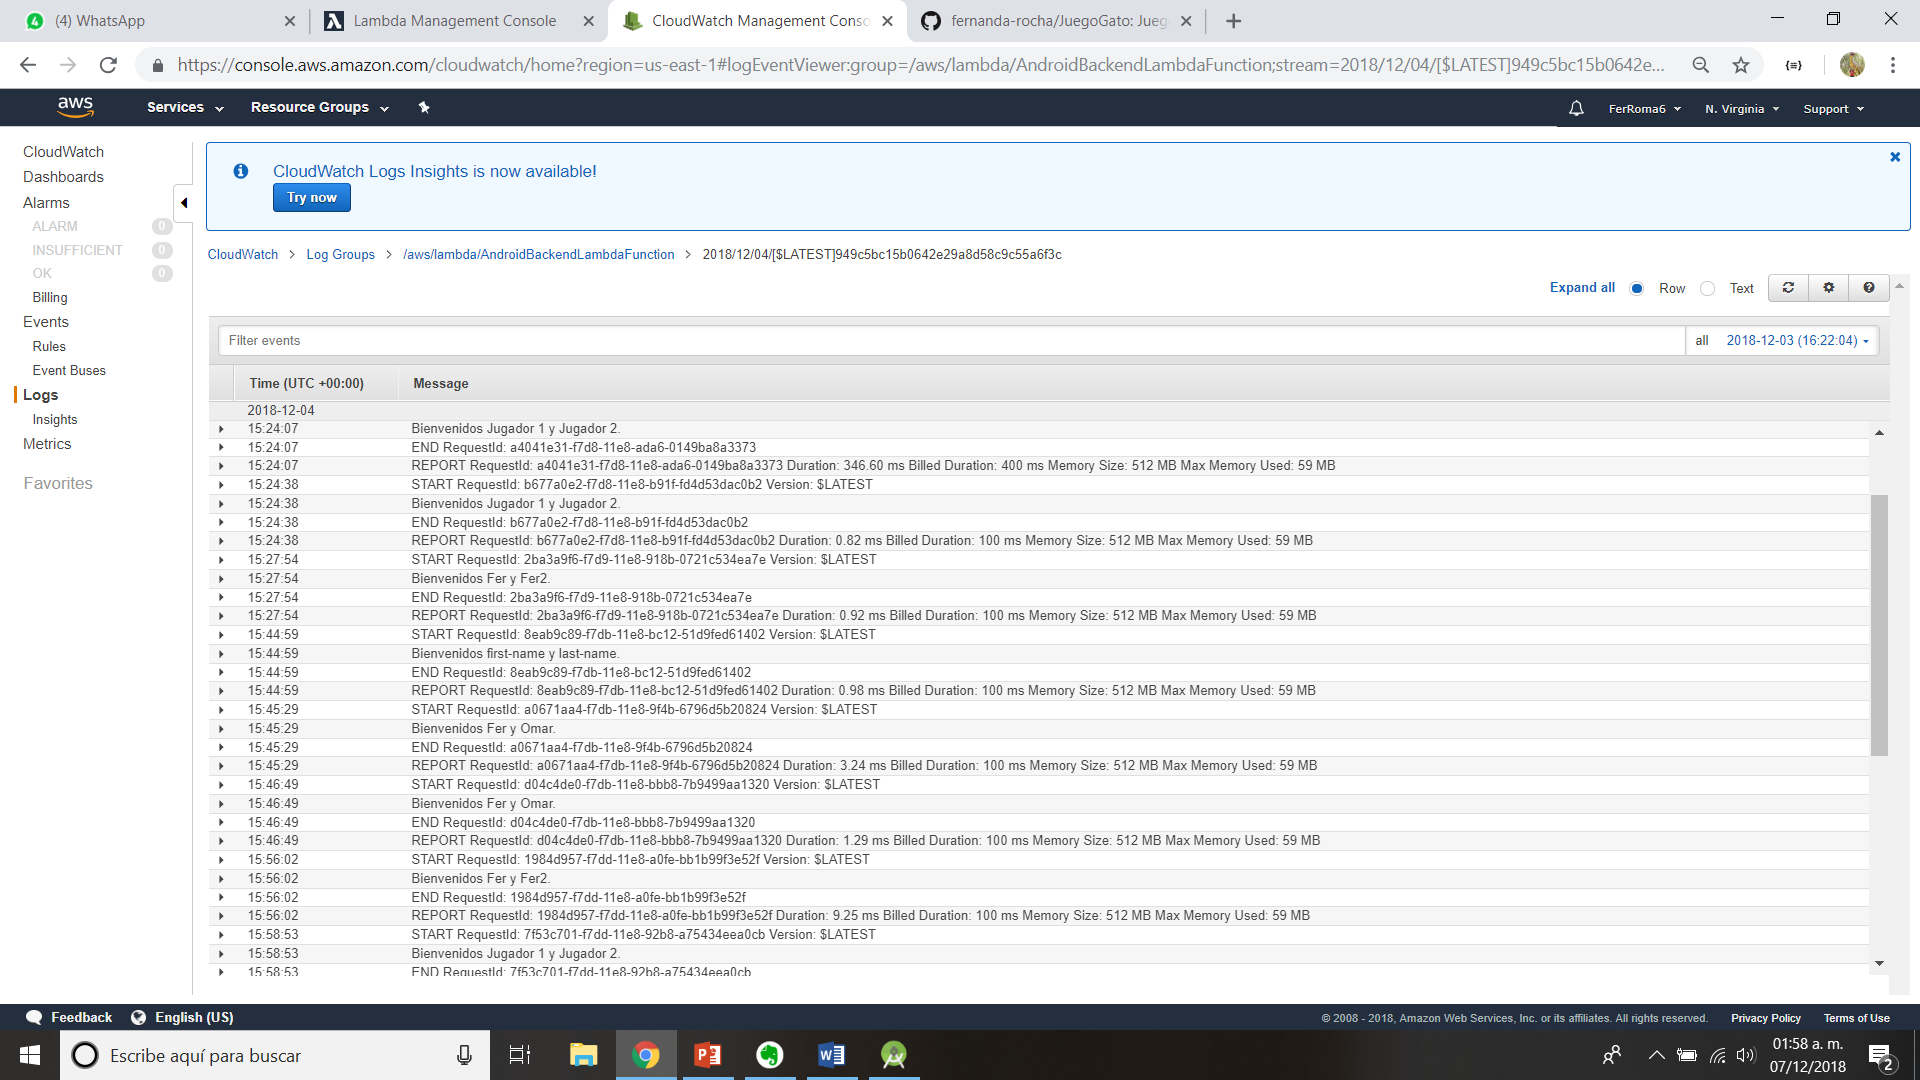 (4) WhatsApp
Lambda Management Console
CloudWatch Management Conso
fernanda-rocha/JuegoGato: Jueg
https://console.aws.amazon.com/cloudwatch/home?region=us-east-1#logEventViewer:group=/aws/lambda/AndroidBackendLambdaFunction;stream=2018/12/04/[$LATEST]949c5bc15b0642e...
aws
Services
Resource Groups
FerRoma6
N. Virginia
Support
CloudWatch
Dashboards
Alarms
ALARM 0
INSUFFICIENT 0
OK 0
Billing
Events
Rules
Event Buses
Logs
Insights
Metrics
Favorites
CloudWatch Logs Insights is now available!
Try now
CloudWatch > Log Groups > /aws/lambda/AndroidBackendLambdaFunction > 2018/12/04/[$LATEST]949c5bc15b0642e29a8d58c9c55a6f3c
Expand all Row Text
Filter events all 2018-12-03 (16:22:04)
Time (UTC +00:00) Message
2018-12-04
15:24:07 Bienvenidos Jugador 1 y Jugador 2.
15:24:07 END RequestId: a4041e31-f7d8-11e8-ada6-0149ba8a3373
15:24:07 REPORT RequestId: a4041e31-f7d8-11e8-ada6-0149ba8a3373 Duration: 346.60 ms Billed Duration: 400 ms Memory Size: 512 MB Max Memory Used: 59 MB
15:24:38 START RequestId: b677a0e2-f7d8-11e8-b91f-fd4d53dac0b2 Version: $LATEST
15:24:38 Bienvenidos Jugador 1 y Jugador 2.
15:24:38 END RequestId: b677a0e2-f7d8-11e8-b91f-fd4d53dac0b2
15:24:38 REPORT RequestId: b677a0e2-f7d8-11e8-b91f-fd4d53dac0b2 Duration: 0.82 ms Billed Duration: 100 ms Memory Size: 512 MB Max Memory Used: 59 MB
15:27:54 START RequestId: 2ba3a9f6-f7d9-11e8-918b-0721c534ea7e Version: $LATEST
15:27:54 Bienvenidos Fer y Fer2.
15:27:54 END RequestId: 2ba3a9f6-f7d9-11e8-918b-0721c534ea7e
15:27:54 REPORT RequestId: 2ba3a9f6-f7d9-11e8-918b-0721c534ea7e Duration: 0.92 ms Billed Duration: 100 ms Memory Size: 512 MB Max Memory Used: 59 MB
15:44:59 START RequestId: 8eab9c89-f7db-11e8-bc12-51d9fed61402 Version: $LATEST
15:44:59 Bienvenidos first-name y last-name.
15:44:59 END RequestId: 8eab9c89-f7db-11e8-bc12-51d9fed61402
15:44:59 REPORT RequestId: 8eab9c89-f7db-11e8-bc12-51d9fed61402 Duration: 0.98 ms Billed Duration: 100 ms Memory Size: 512 MB Max Memory Used: 59 MB
15:45:29 START RequestId: a0671aa4-f7db-11e8-9f4b-6796d5b20824 Version: $LATEST
15:45:29 Bienvenidos Fer y Omar.
15:45:29 END RequestId: a0671aa4-f7db-11e8-9f4b-6796d5b20824
15:45:29 REPORT RequestId: a0671aa4-f7db-11e8-9f4b-6796d5b20824 Duration: 3.24 ms Billed Duration: 100 ms Memory Size: 512 MB Max Memory Used: 59 MB
15:46:49 START RequestId: d04c4de0-f7db-11e8-bbb8-7b9499aa1320 Version: $LATEST
15:46:49 Bienvenidos Fer y Omar.
15:46:49 END RequestId: d04c4de0-f7db-11e8-bbb8-7b9499aa1320
15:46:49 REPORT RequestId: d04c4de0-f7db-11e8-bbb8-7b9499aa1320 Duration: 1.29 ms Billed Duration: 100 ms Memory Size: 512 MB Max Memory Used: 59 MB
15:56:02 START RequestId: 1984d957-f7dd-11e8-a0fe-bb1b99f3e52f Version: $LATEST
15:56:02 Bienvenidos Fer y Fer2.
15:56:02 END RequestId: 1984d957-f7dd-11e8-a0fe-bb1b99f3e52f
15:56:02 REPORT RequestId: 1984d957-f7dd-11e8-a0fe-bb1b99f3e52f Duration: 9.25 ms Billed Duration: 100 ms Memory Size: 512 MB Max Memory Used: 59 MB
15:58:53 START RequestId: 7f53c701-f7dd-11e8-92b8-a75434eea0cb Version: $LATEST
15:58:53 Bienvenidos Jugador 1 y Jugador 2.
15:58:53 END RequestId: 7f53c701-f7dd-11e8-92b8-a75434eea0cb
Feedback English (US)
© 2008 - 2018, Amazon Web Services, Inc. or its affiliates. All rights reserved. Privacy Policy Terms of Use
Escribe aquí para buscar
01:58 a. m.
07/12/2018
2